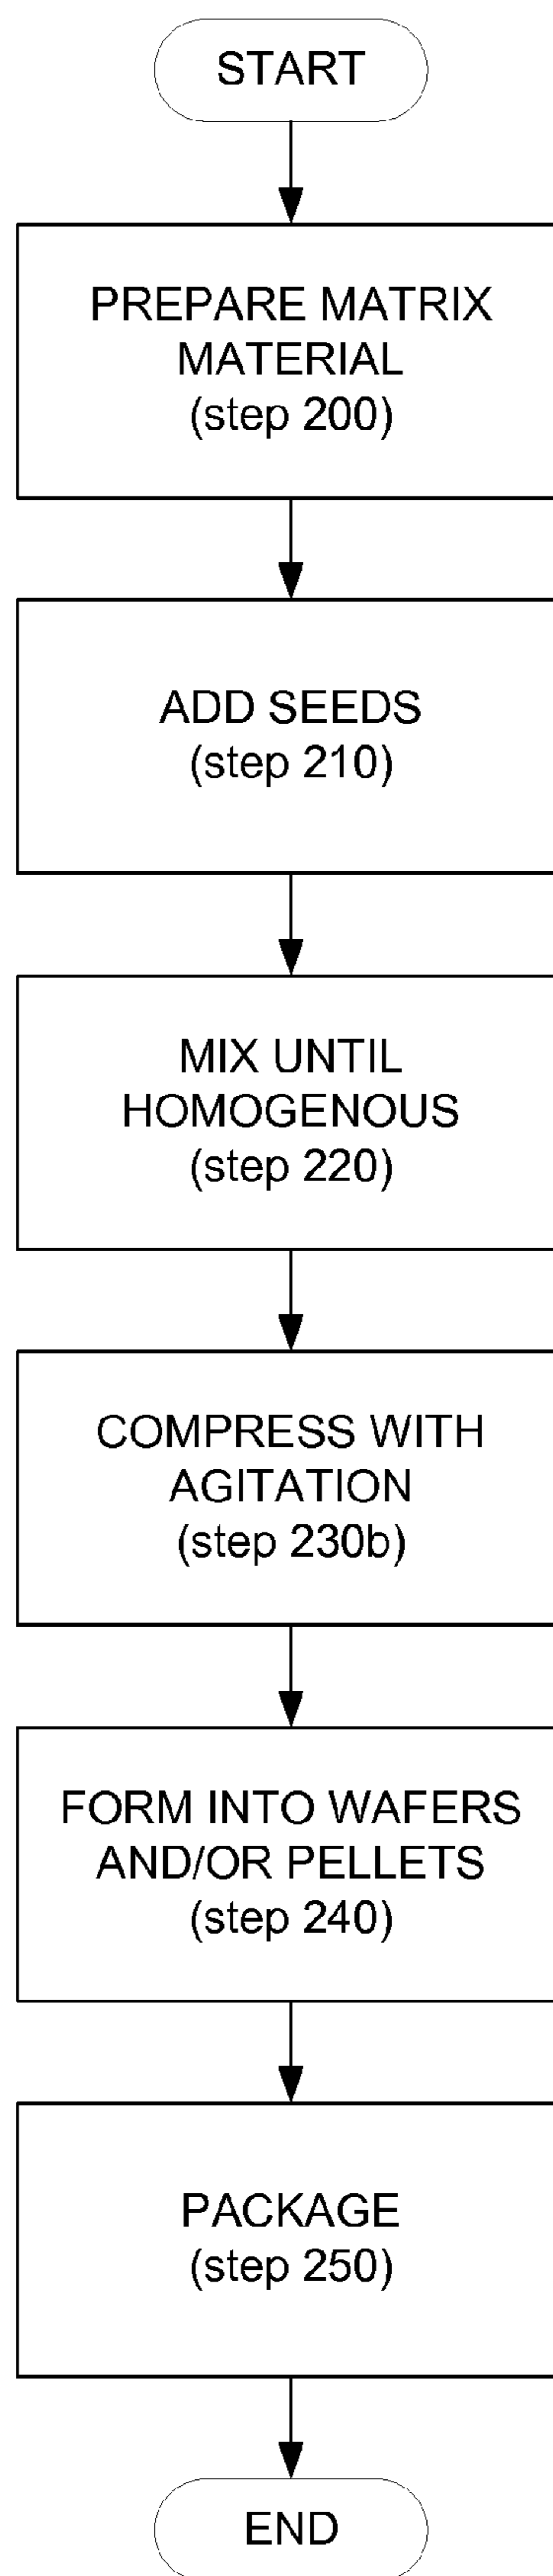 START
PREPARE MATRIX
MATERIAL
(step 200)
ADD SEEDS
(step 210)
MIX UNTIL
HOMOGENOUS
(step 220)
COMPRESS WITH
AGITATION
(step 230b)
FORM INTO WAFERS
AND/OR PELLETS
(step 240)
PACKAGE
(step 250)
END